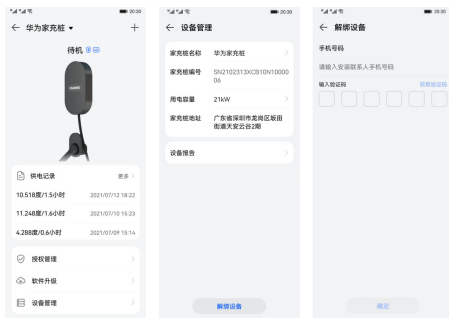 20:30
华为家充桩
待机
HUAWEI
供电记录
更多
10.518度/1.5小时 2021/07/12 18:22
11.248度/1.6小时 2021/07/10 15:23
4.288度/0.6小时 2021/07/09 15:14
授权管理
软件升级
设备管理
20:30
设备管理
家充桩名称 华为家充桩
家充桩编号 SN2102313XCB10N10000
06
用电容量 21kW
家充桩地址 广东省深圳市龙岗区坂田
街道天安云谷2期
设备报告
解绑设备
20:30
解绑设备
手机号码
请输入安装联系人手机号码
输入验证码 获取验证码
确定